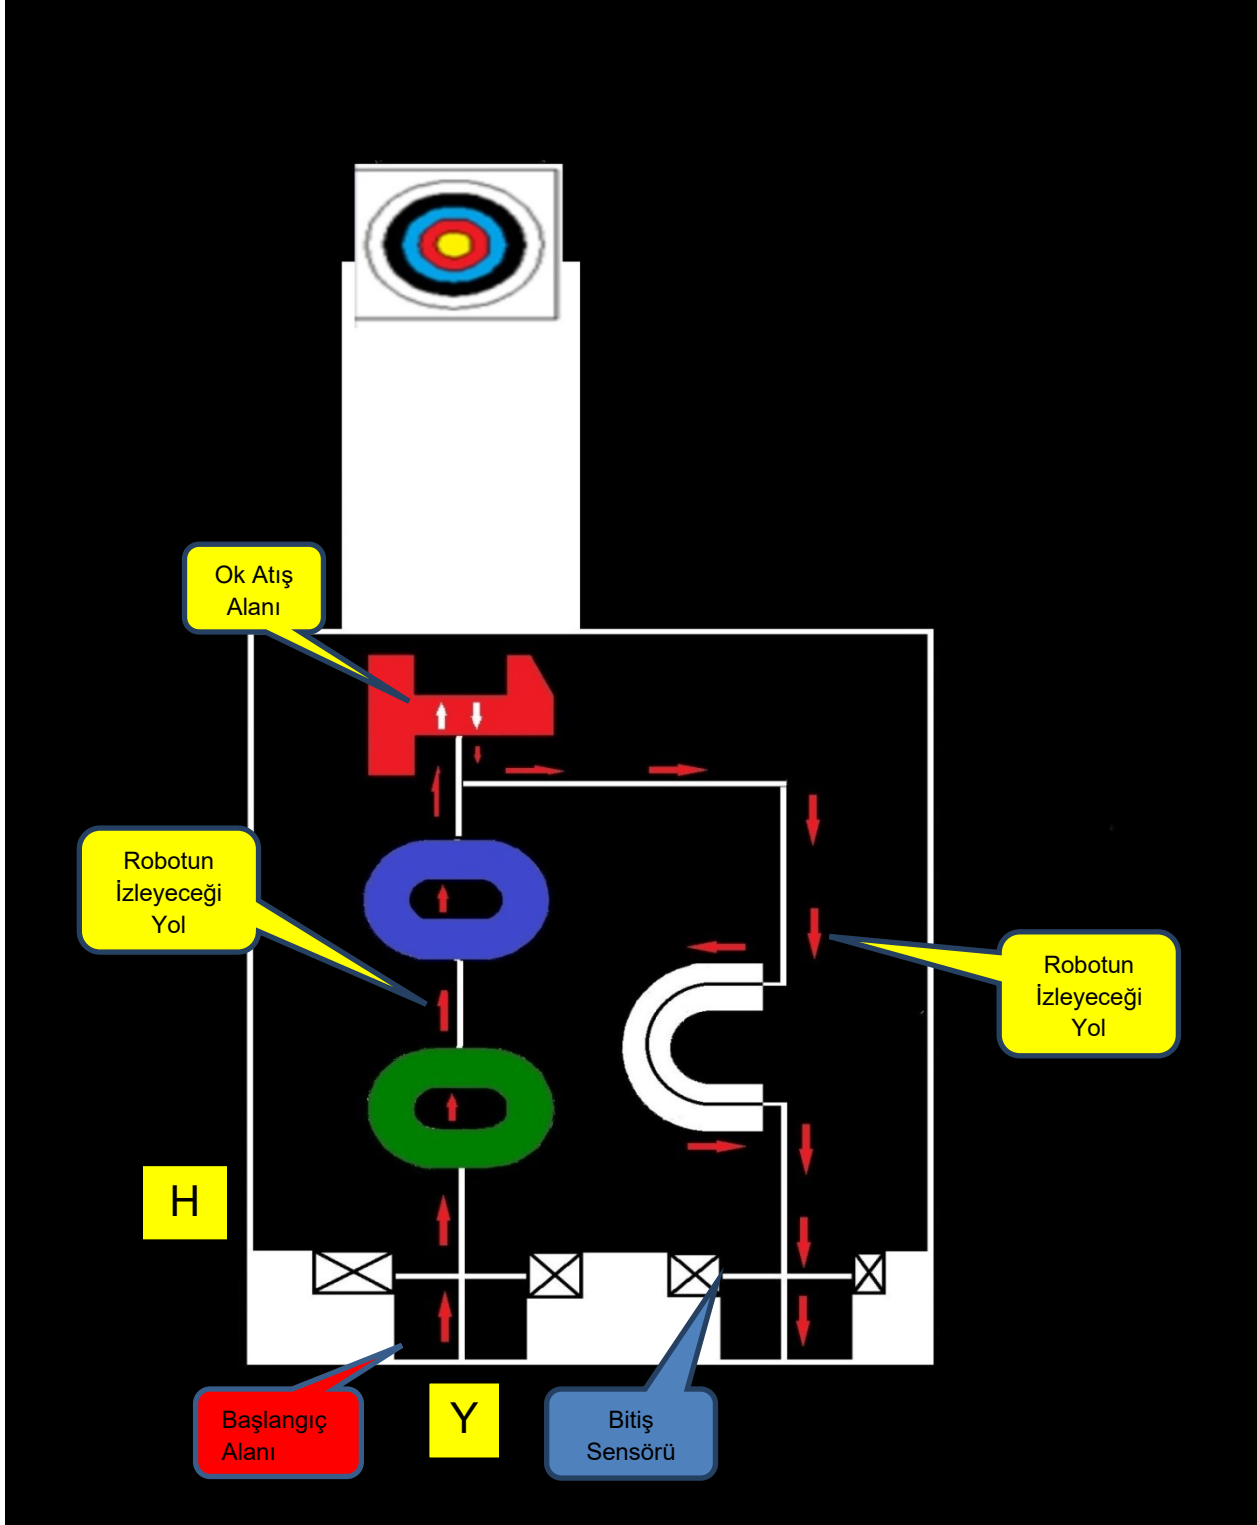 Ok Atış
Alanı
Robotun
İzleyeceği
Yol
Robotun
İzleyeceği
Yol
H
Başlangıç
Alanı
Y
Bitiş
Sensörü